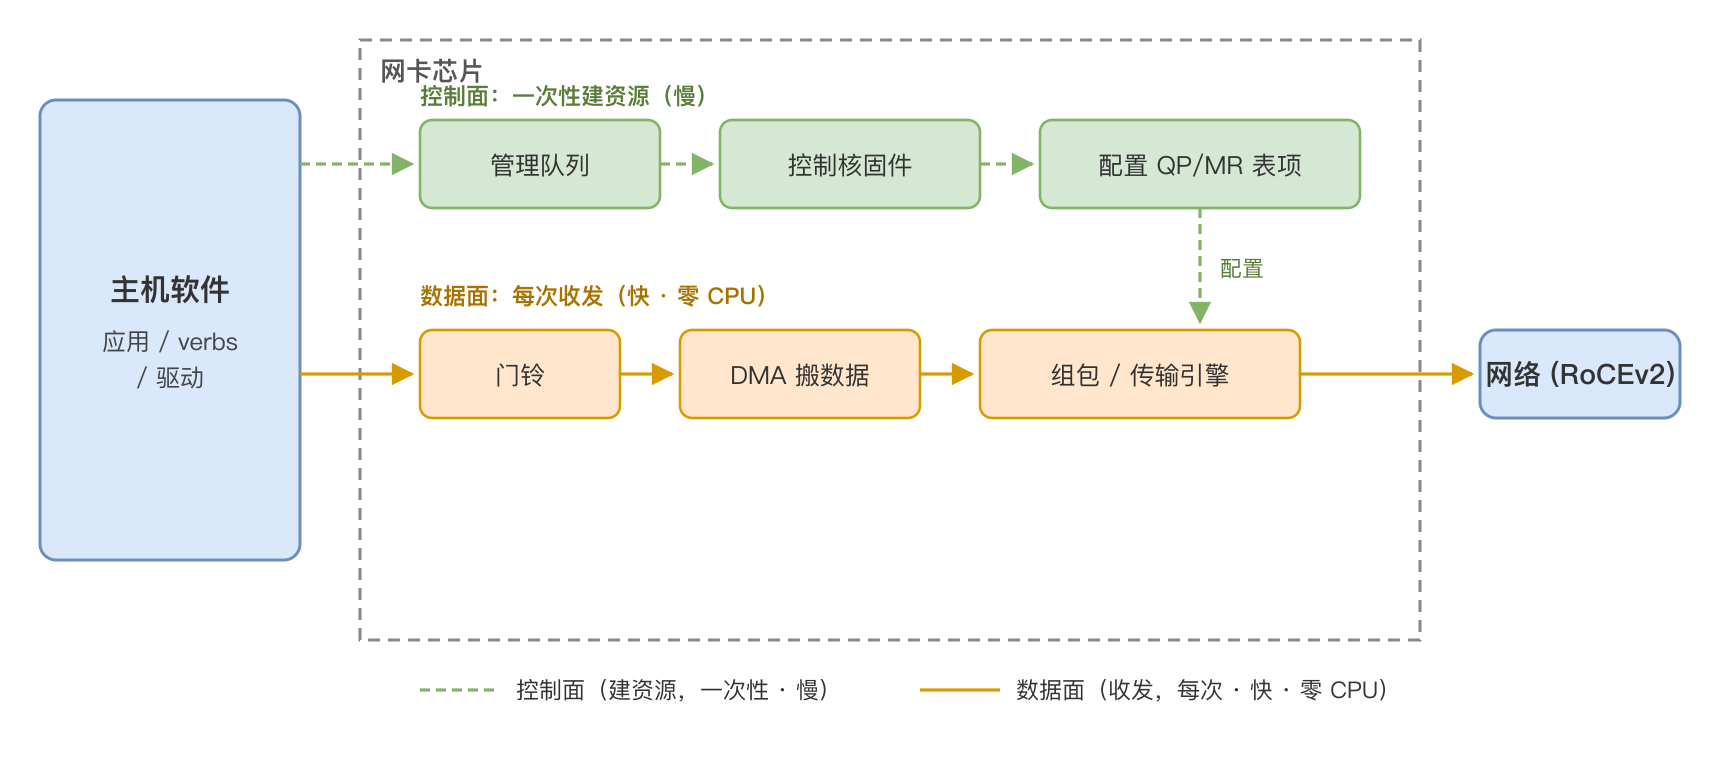 网卡芯片
控制面：一次性建资源（慢）
管理队列
控制核固件
配置 QP/MR 表项
主机软件
应用 / verbs
/ 驱动
配置
数据面：每次收发（快 · 零 CPU）
门铃
DMA 搬数据
组包 / 传输引擎
网络 (RoCEv2)
控制面（建资源，一次性 · 慢）
数据面（收发，每次 · 快 · 零 CPU）